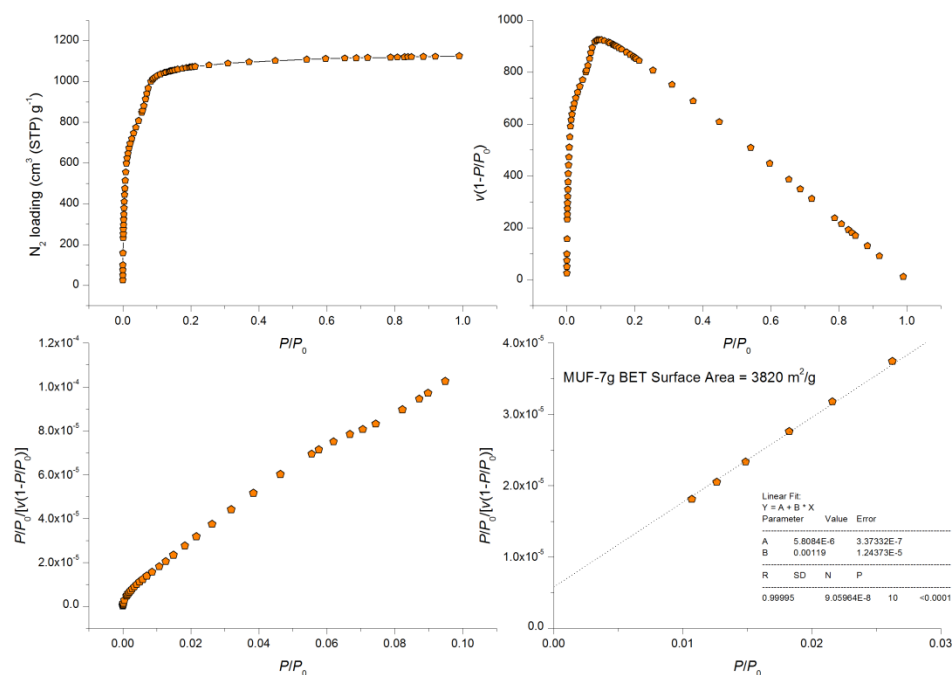 1200
1000
800
600
400
200
0
N₂ loading (cm³ (STP) g⁻¹)
0.0 0.2 0.4 0.6 0.8 1.0
P/P₀
1000
800
600
400
200
0
v(1-P/P₀)
0.0 0.2 0.4 0.6 0.8 1.0
P/P₀
1.2x10⁻⁴
1.0x10⁻⁴
8.0x10⁻⁵
6.0x10⁻⁵
4.0x10⁻⁵
2.0x10⁻⁵
0.0
P/P₀/[v(1-P/P₀)]
0.00 0.02 0.04 0.06 0.08 0.10
P/P₀
4.0x10⁻⁵
3.0x10⁻⁵
2.0x10⁻⁵
1.0x10⁻⁵
0.0
P/P₀/[v(1-P/P₀)]
MUF-7g BET Surface Area = 3820 m²/g
Linear Fit:
Y = A + B * X
Parameter Value Error
A 5.8084E-6 3.37332E-7
B 0.00119 1.24373E-5
R SD N P
0.99995 9.05964E-8 10 <0.0001
0.00 0.01 0.02 0.03
P/P₀